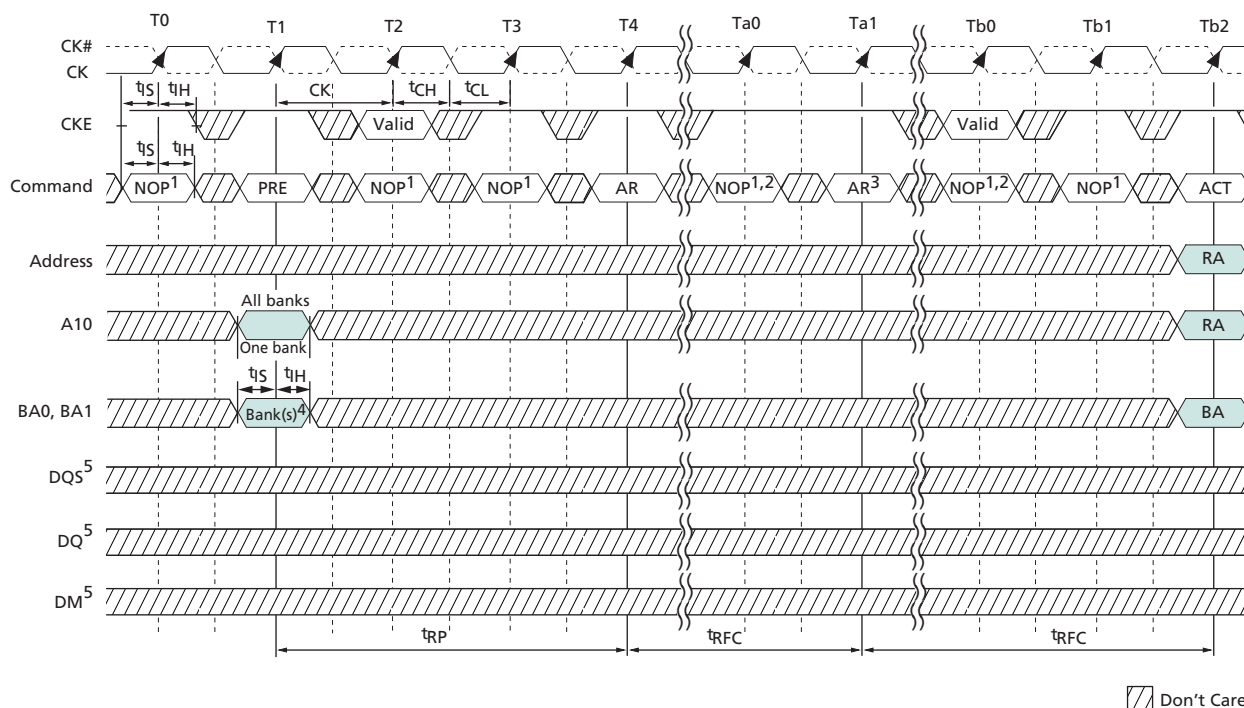 T0 T1 T2 T3 T4 Ta0 Ta1 Tb0 Tb1 Tb2
CK#
CK
tIS tIH CK tCH tCL
CKE Valid Valid
tIS tIH
Command NOP1 PRE NOP1 NOP1 AR NOP1,2 AR3 NOP1,2 NOP1 ACT
Address RA
All banks
A10 RA
One bank
tIS tIH
BA0, BA1 Bank(s)4 BA
DQS5
DQ5
DM5
tRP tRFC tRFC
Don't Care